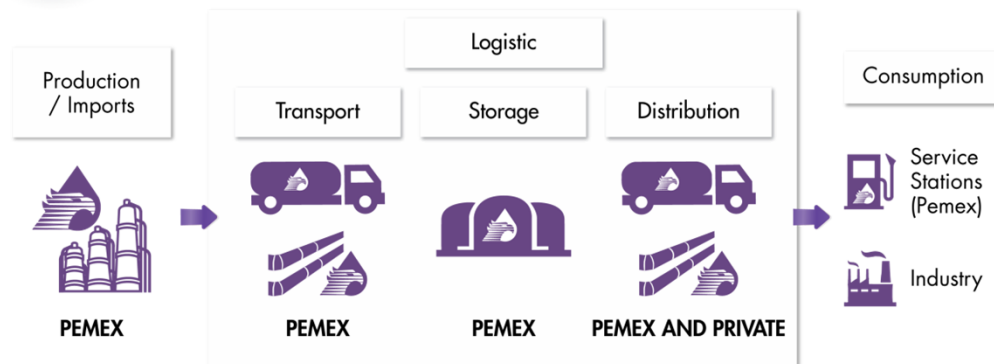 Logistic
Production
/ Imports
Transport
Storage
Distribution
Consumption
Service
Stations
(Pemex)
Industry
PEMEX
PEMEX
PEMEX
PEMEX AND PRIVATE